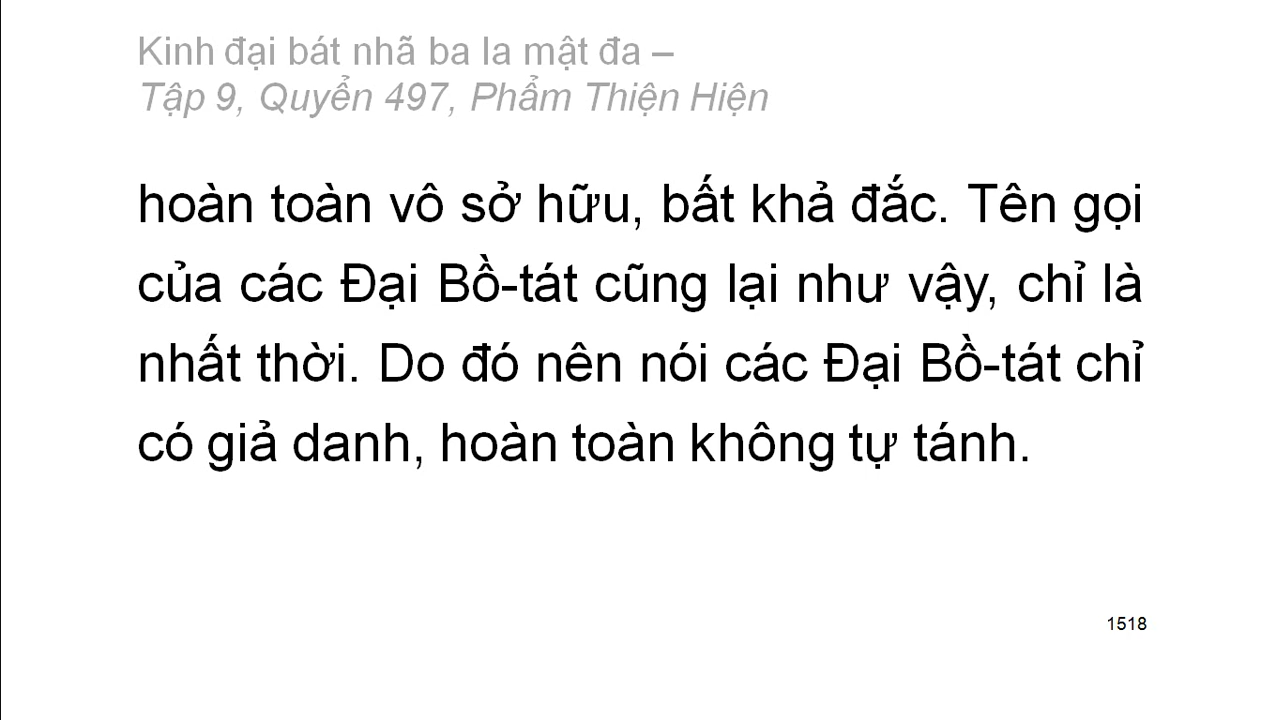 Kinh đại bát nhã ba la mật đa –
Tập 9, Quyển 497, Phẩm Thiện Hiện
hoàn toàn vô sở hữu, bất khả đắc. Tên gọi
của các Đại Bồ-tát cũng lại như vậy, chỉ là
nhất thời. Do đó nên nói các Đại Bồ-tát chỉ
có giả danh, hoàn toàn không tự tánh.
1518